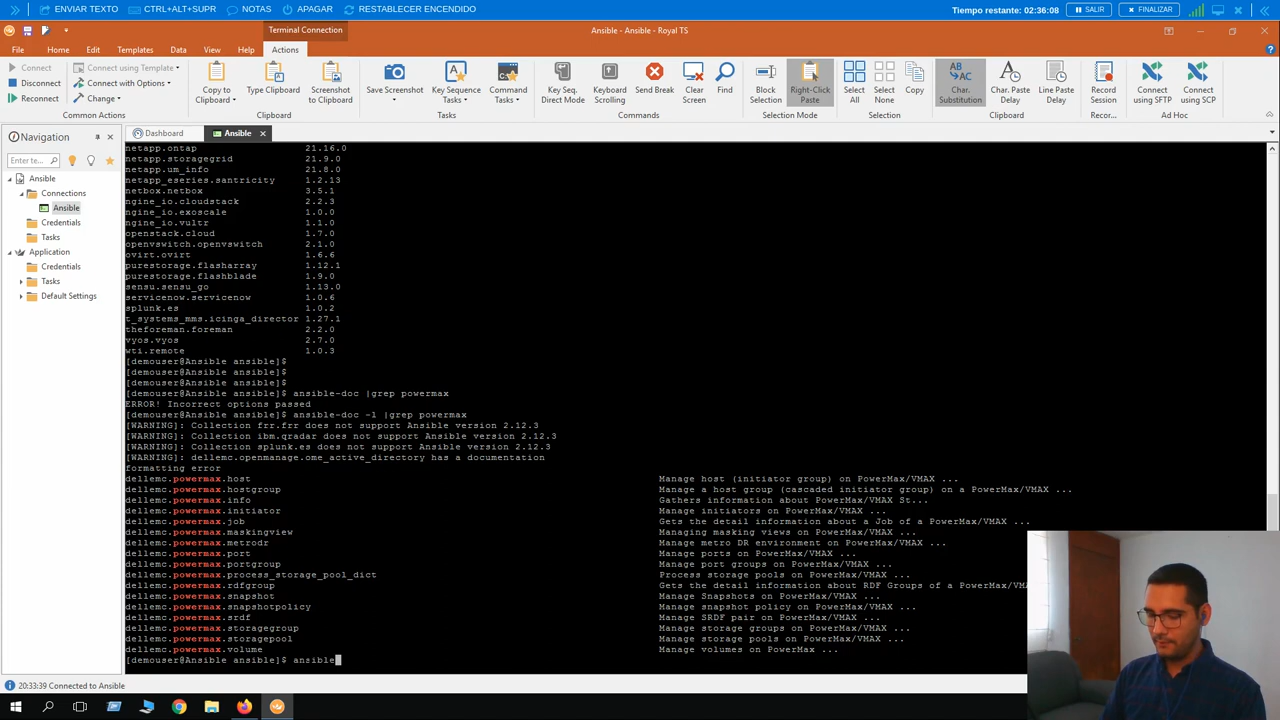 ENVIAR TEXTO CTRL+ALT+SUPR NOTAS APAGAR RESTABLECER ENCENDIDO Tiempo restante: 02:36:08 SALIR FINALIZAR
Terminal Connection Ansible - Ansible - Royal TS
File Home Edit Templates Data View Help Actions
Connect Connect using Template
Disconnect Connect with Options
Reconnect Change
Common Actions
Copy to Clipboard Type Clipboard Screenshot to Clipboard
Clipboard
Save Screenshot Key Sequence Tasks Command Tasks
Tasks
Key Seq. Direct Mode Keyboard Scrolling Send Break Clear Screen Find
Commands
Block Selection Right-Click Paste
Selection Mode
Select All Select None Copy
Selection
Char. Substitution Char. Paste Delay Line Paste Delay
Clipboard
Record Session
Recor...
Connect using SFTP Connect using SCP
Ad Hoc
Navigation
Enter te...
Ansible
Connections
Ansible
Credentials
Tasks
Application
Credentials
Tasks
Default Settings
Dashboard Ansible
netapp.ontap 21.16.0
netapp.storagegrid 21.9.0
netapp.um_info 21.8.0
netapp_eseries.santricity 1.2.13
netbox.netbox 3.5.1
ngine_io.cloudstack 2.2.3
ngine_io.exoscale 1.0.0
ngine_io.vultr 1.1.0
openstack.cloud 1.7.0
openvswitch.openvswitch 2.1.0
ovirt.ovirt 1.6.6
purestorage.flasharray 1.12.1
purestorage.flashblade 1.9.0
sensu.sensu_go 1.13.0
servicenow.servicenow 1.0.6
splunk.es 1.0.2
t_systems_mms.icinga_director 1.27.1
theforeman.foreman 2.2.0
vyos.vyos 2.7.0
wti.remote 1.0.3
[demouser@Ansible ansible]$
[demouser@Ansible ansible]$
[demouser@Ansible ansible]$
[demouser@Ansible ansible]$ ansible-doc |grep powermax
ERROR! Incorrect options passed
[demouser@Ansible ansible]$ ansible-doc -l |grep powermax
[WARNING]: Collection frr.frr does not support Ansible version 2.12.3
[WARNING]: Collection ibm.qradar does not support Ansible version 2.12.3
[WARNING]: Collection splunk.es does not support Ansible version 2.12.3
[WARNING]: dellemc.openmanage.ome_active_directory has a documentation
formatting error
dellemc.powermax.host Manage host (initiator group) on PowerMax/VMAX ...
dellemc.powermax.hostgroup Manage a host group (cascaded initiator group) on a PowerMax/VMAX ...
dellemc.powermax.info Gathers information about PowerMax/VMAX St...
dellemc.powermax.initiator Manage initiators on PowerMax/VMAX ...
dellemc.powermax.job Gets the detail information about a Job of a PowerMax/VMAX ...
dellemc.powermax.maskingview Managing masking views on PowerMax/VMAX ...
dellemc.powermax.metrodr Manage metro DR environment on PowerMax/VMAX ...
dellemc.powermax.port Manage ports on PowerMax/VMAX ...
dellemc.powermax.portgroup Manage port groups on PowerMax/VMAX ...
dellemc.powermax.process_storage_pool_dict Process storage pools on PowerMax/VMAX ...
dellemc.powermax.rdfgroup Gets the detail information about RDF Groups of a PowerMax/VM
dellemc.powermax.snapshot Manage Snapshots on PowerMax/VMAX ...
dellemc.powermax.snapshotpolicy Manage snapshot policy on PowerMax/VMAX ...
dellemc.powermax.srdf Manage SRDF pair on PowerMax/VMAX ...
dellemc.powermax.storagegroup Manage storage groups on PowerMax/VMAX ...
dellemc.powermax.storagepool Manage storage pools on PowerMax/VMAX ...
dellemc.powermax.volume Manage volumes on PowerMax ...
[demouser@Ansible ansible]$ ansible
20:33:39 Connected to Ansible